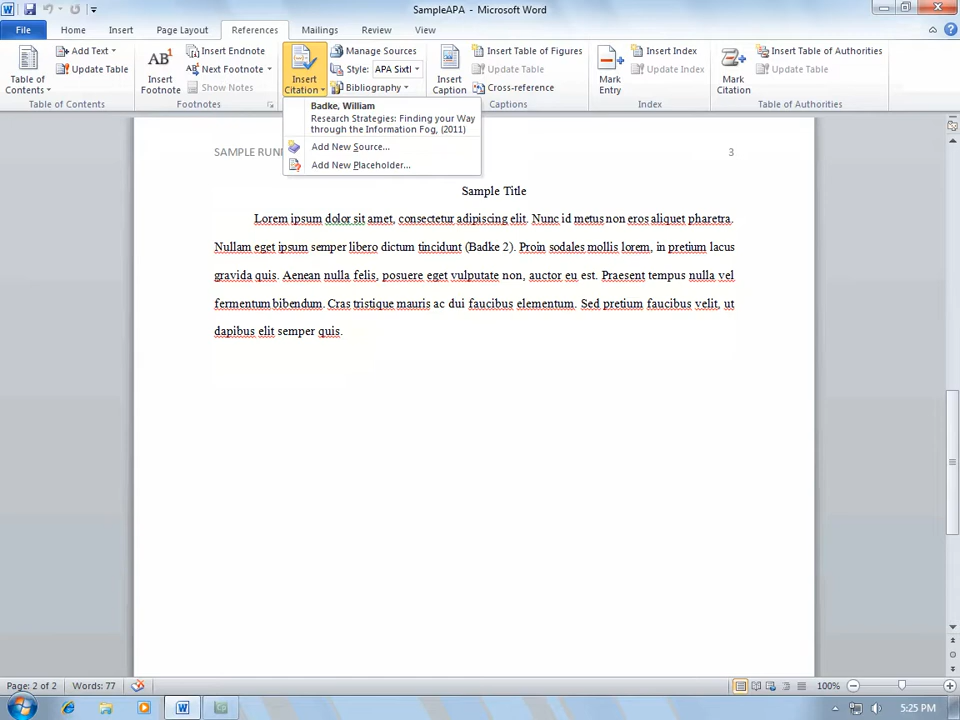 SampleAPA - Microsoft Word
File Home Insert Page Layout References Mailings Review View
Table of Contents
Add Text
Update Table
Table of Contents
AB1
Insert Footnote
Insert Endnote
AB1 Next Footnote
Show Notes
Footnotes
Insert Citation
Manage Sources
Style: APA Sixtl
Bibliography
Insert Caption
Insert Table of Figures
Update Table
Cross-reference
Captions
Mark Entry
Insert Index
Update Index
Index
Mark Citation
Insert Table of Authorities
Update Table
Table of Authorities
Badke, William
Research Strategies: Finding your Way
through the Information Fog, (2011)
Add New Source...
Add New Placeholder...
SAMPLE RUN
3
Sample Title
Lorem ipsum dolor sit amet, consectetur adipiscing elit. Nunc id metus non eros aliquet pharetra.
Nullam eget ipsum semper libero dictum tincidunt (Badke 2). Proin sodales mollis lorem, in pretium lacus
gravida quis. Aenean nulla felis, posuere eget vulputate non, auctor eu est. Praesent tempus nulla vel
fermentum bibendum. Cras tristique mauris ac dui faucibus elementum. Sed pretium faucibus velit, ut
dapibus elit semper quis.
Page: 2 of 2 Words: 77 100%
5:25 PM